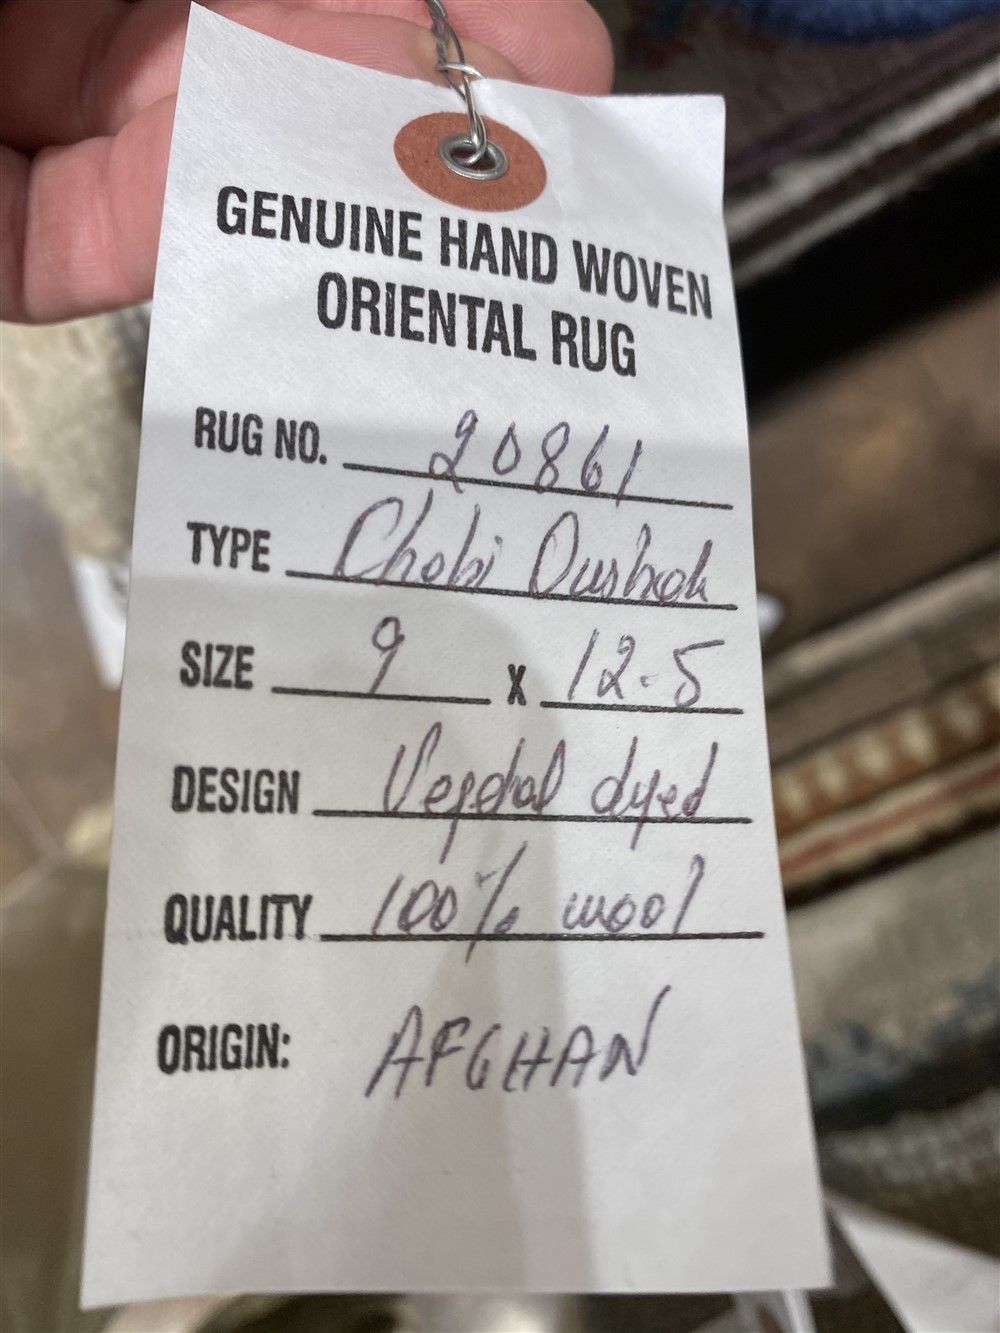 GENUINE HAND WOVEN
ORIENTAL RUG
RUG NO. 20861
TYPE Chobi Oushak
SIZE 9 X 12-5
DESIGN Vegetal dyed
QUALITY 100% wool
ORIGIN: AFGHAN